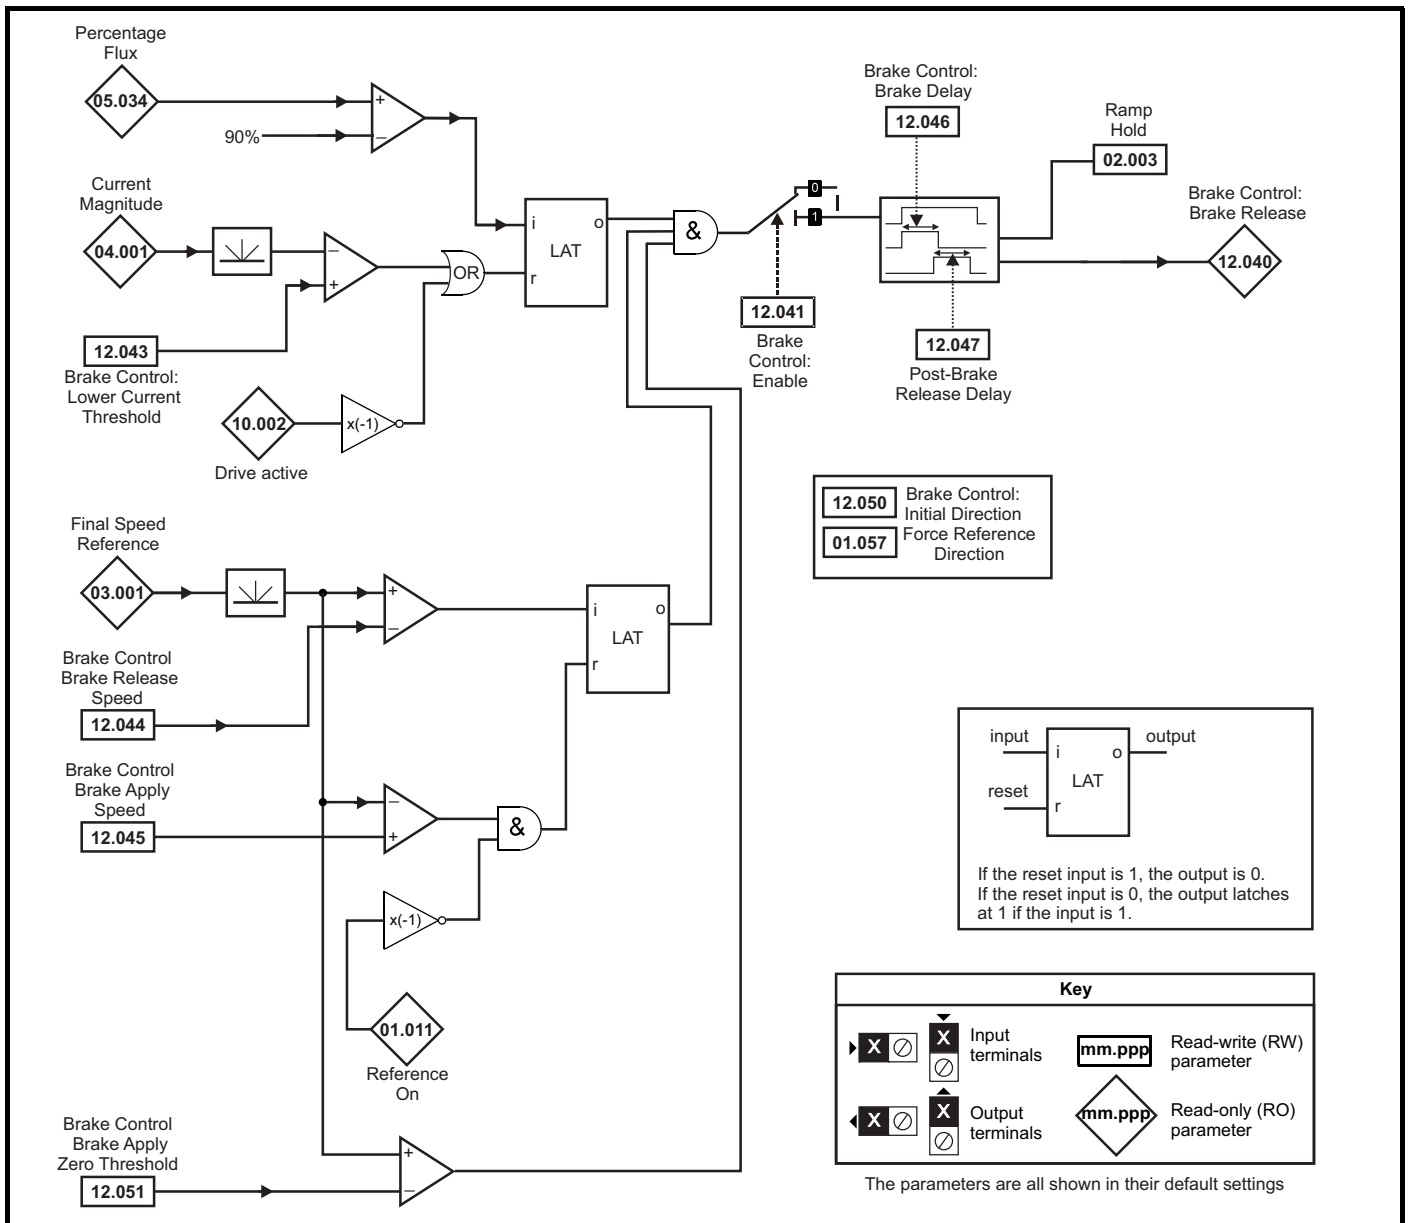 Percentage
Flux
05.034
+
90%
–
Current
Magnitude
04.001
–
+
12.043
Brake Control:
Lower Current
Threshold
OR
10.002
x(-1)
Drive active
i
o
LAT
r
&
0
1
12.041
Brake
Control:
Enable
Brake Control:
Brake Delay
12.046
12.047
Post-Brake
Release Delay
Ramp
Hold
02.003
Brake Control:
Brake Release
12.040
12.050
Brake Control:
Initial Direction
01.057
Force Reference
Direction
Final Speed
Reference
03.001
+
–
i
o
LAT
r
Brake Control
Brake Release
Speed
12.044
Brake Control
Brake Apply
Speed
12.045
–
+
&
x(-1)
01.011
Reference
On
Brake Control
Brake Apply
Zero Threshold
12.051
+
–
input
i
o
output
LAT
reset
r
If the reset input is 1, the output is 0.
If the reset input is 0, the output latches
at 1 if the input is 1.
Key
X
X
Input
terminals
mm.ppp
Read-write (RW)
parameter
X
X
Output
terminals
mm.ppp
Read-only (RO)
parameter
The parameters are all shown in their default settings